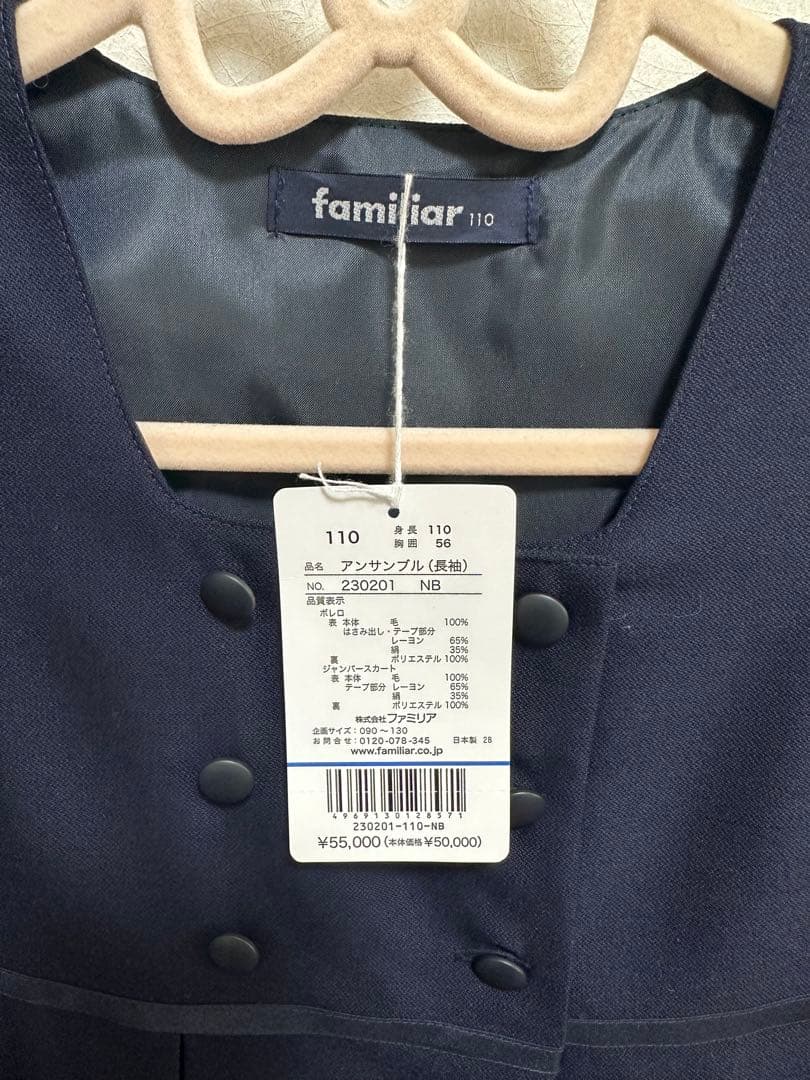 familiar 110
110 身長 110
胸囲 56
品名 アンサンブル(長袖)
NO. 230201 NB
品質表示
ボレロ
表 本体 毛 100%
はさみ出し・テープ部分
レーヨン 65%
絹 35%
裏 ポリエステル 100%
ジャンパースカート
表 本体 毛 100%
テープ部分 レーヨン 65%
絹 35%
裏 ポリエステル 100%
株式会社ファミリア
企画サイズ:090〜130
お問合せ:0120-078-345 日本製 2B
www.familiar.co.jp
4969130128571
230201-110-NB
¥55,000(本体価格¥50,000)